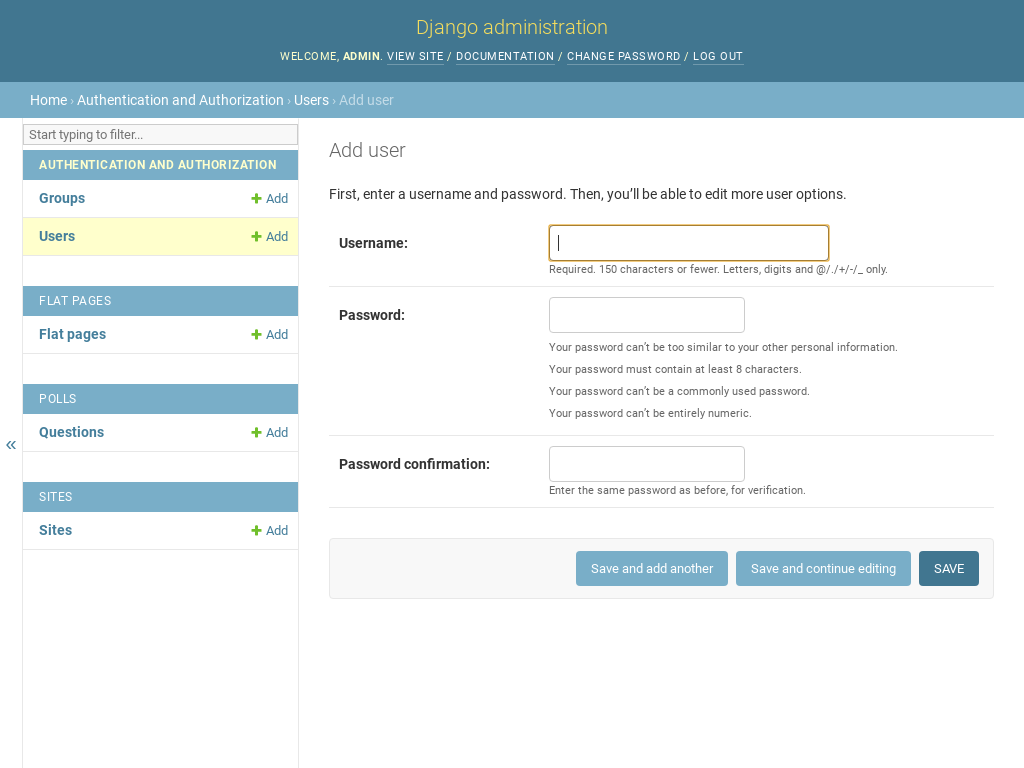 Django administration
WELCOME, ADMIN. VIEW SITE / DOCUMENTATION / CHANGE PASSWORD / LOG OUT
Home › Authentication and Authorization › Users › Add user
Start typing to filter...
AUTHENTICATION AND AUTHORIZATION
Groups Add
Users Add
FLAT PAGES
Flat pages Add
POLLS
Questions Add
SITES
Sites Add
«
Add user
First, enter a username and password. Then, you’ll be able to edit more user options.
Username:
Required. 150 characters or fewer. Letters, digits and @/./+/-/_ only.
Password:
Your password can’t be too similar to your other personal information.
Your password must contain at least 8 characters.
Your password can’t be a commonly used password.
Your password can’t be entirely numeric.
Password confirmation:
Enter the same password as before, for verification.
Save and add another Save and continue editing SAVE